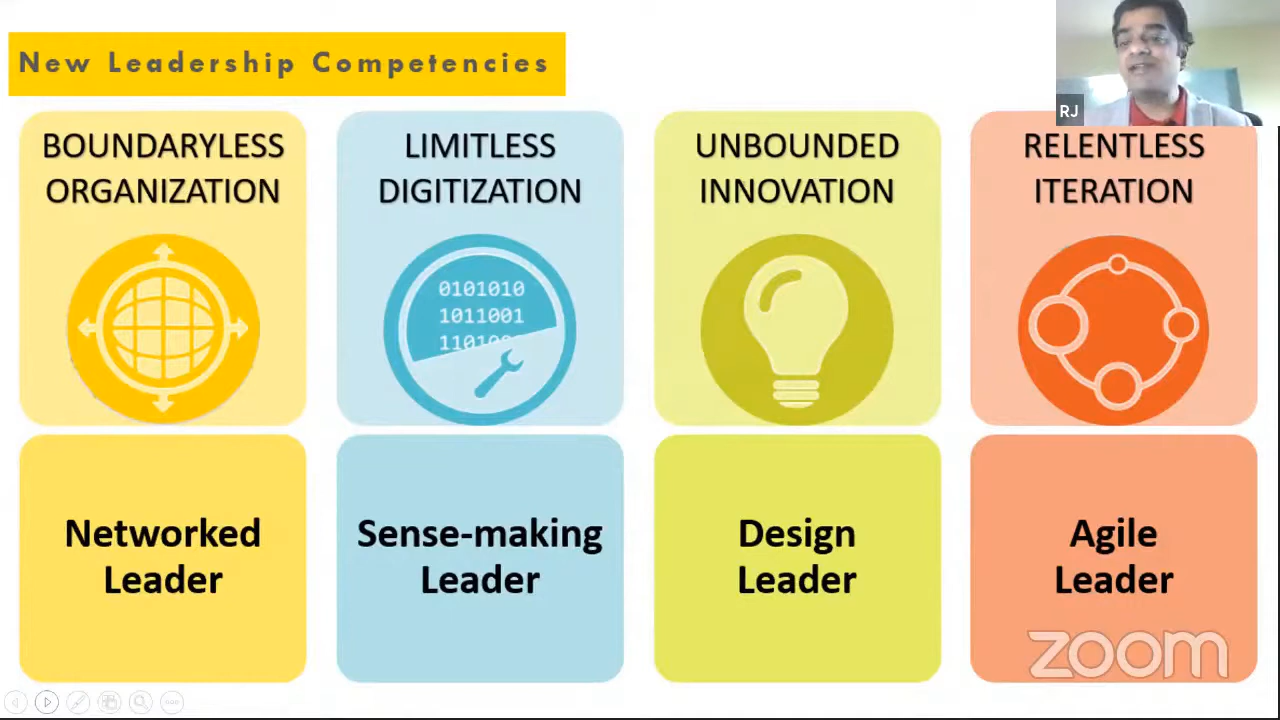 New Leadership Competencies
RJ
BOUNDARYLESS
ORGANIZATION
LIMITLESS
DIGITIZATION
0101010
1011001
UNBOUNDED
INNOVATION
RELENTLESS
ITERATION
Networked
Leader
Sense-making
Leader
Design
Leader
Agile
Leader
zoom